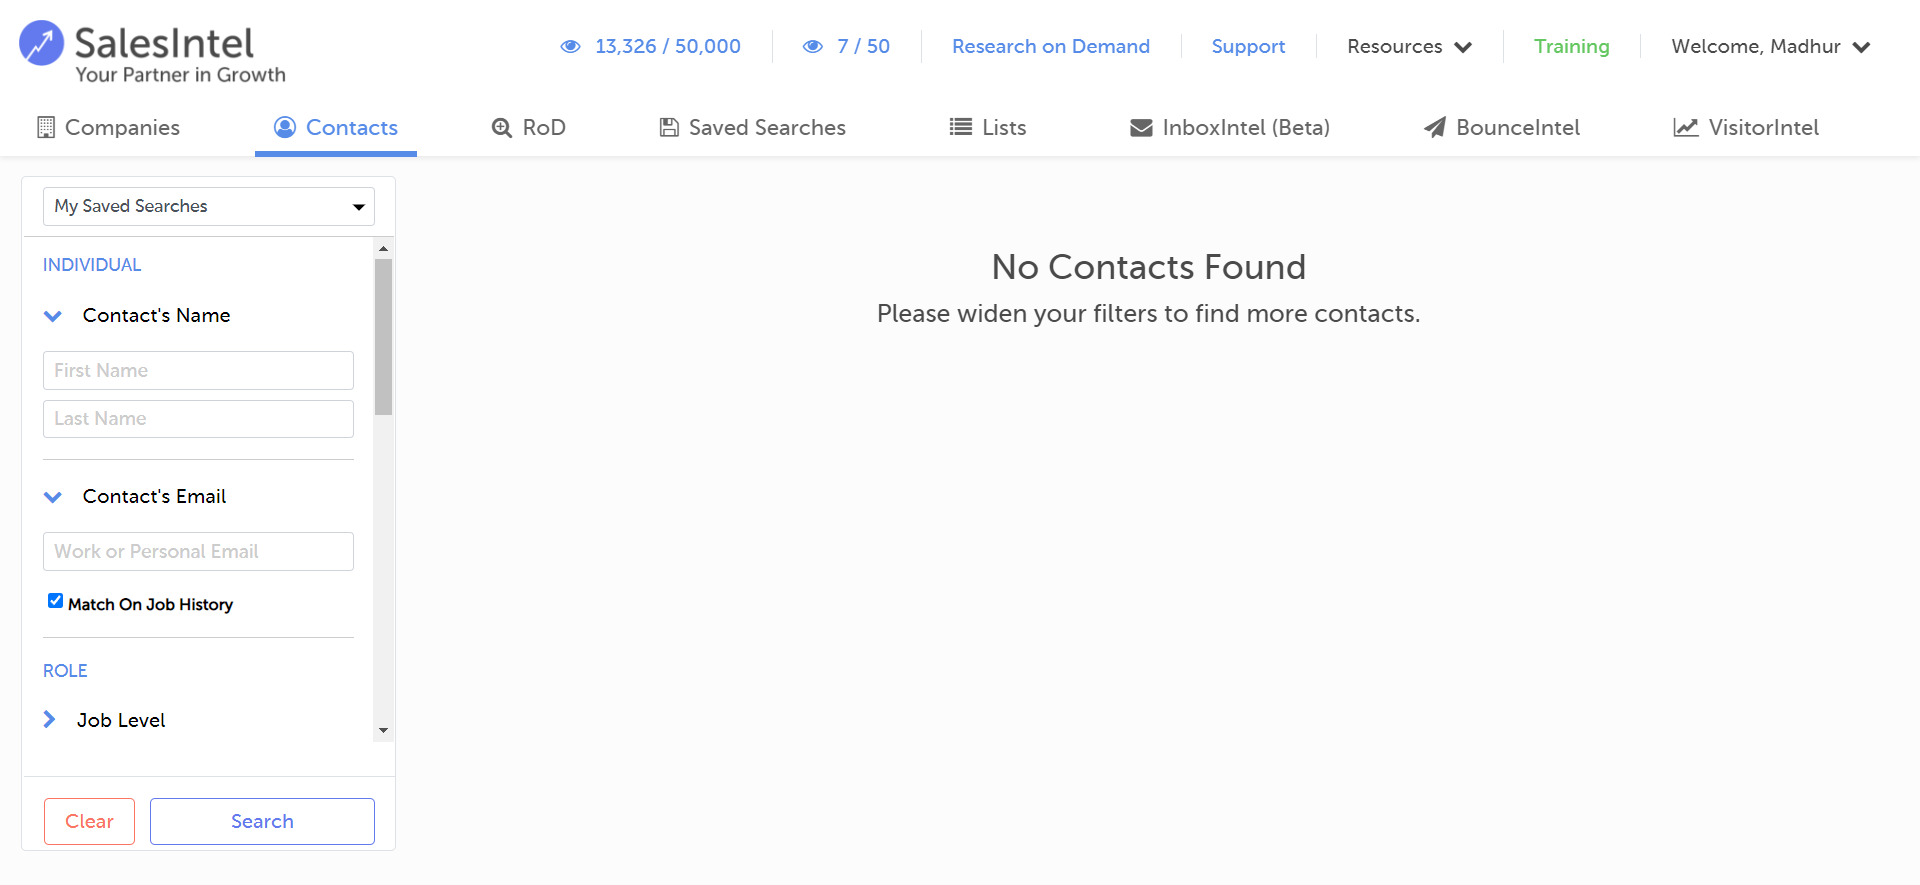 SalesIntel
Your Partner in Growth
13,326 / 50,000
7 / 50
Research on Demand
Support
Resources
Training
Welcome, Madhur
Companies
Contacts
RoD
Saved Searches
Lists
InboxIntel (Beta)
BounceIntel
VisitorIntel
My Saved Searches
INDIVIDUAL
Contact's Name
First Name
Last Name
Contact's Email
Work or Personal Email
Match On Job History
ROLE
Job Level
Clear
Search
No Contacts Found
Please widen your filters to find more contacts.